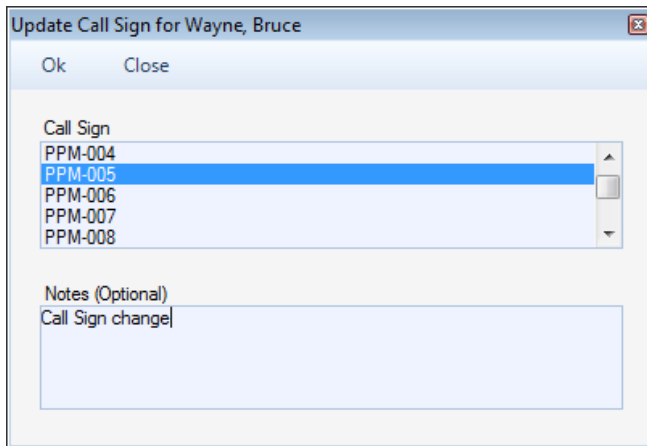 Update Call Sign for Wayne, Bruce
Ok Close
Call Sign
PPM-004
PPM-005
PPM-006
PPM-007
PPM-008
Notes (Optional)
Call Sign change